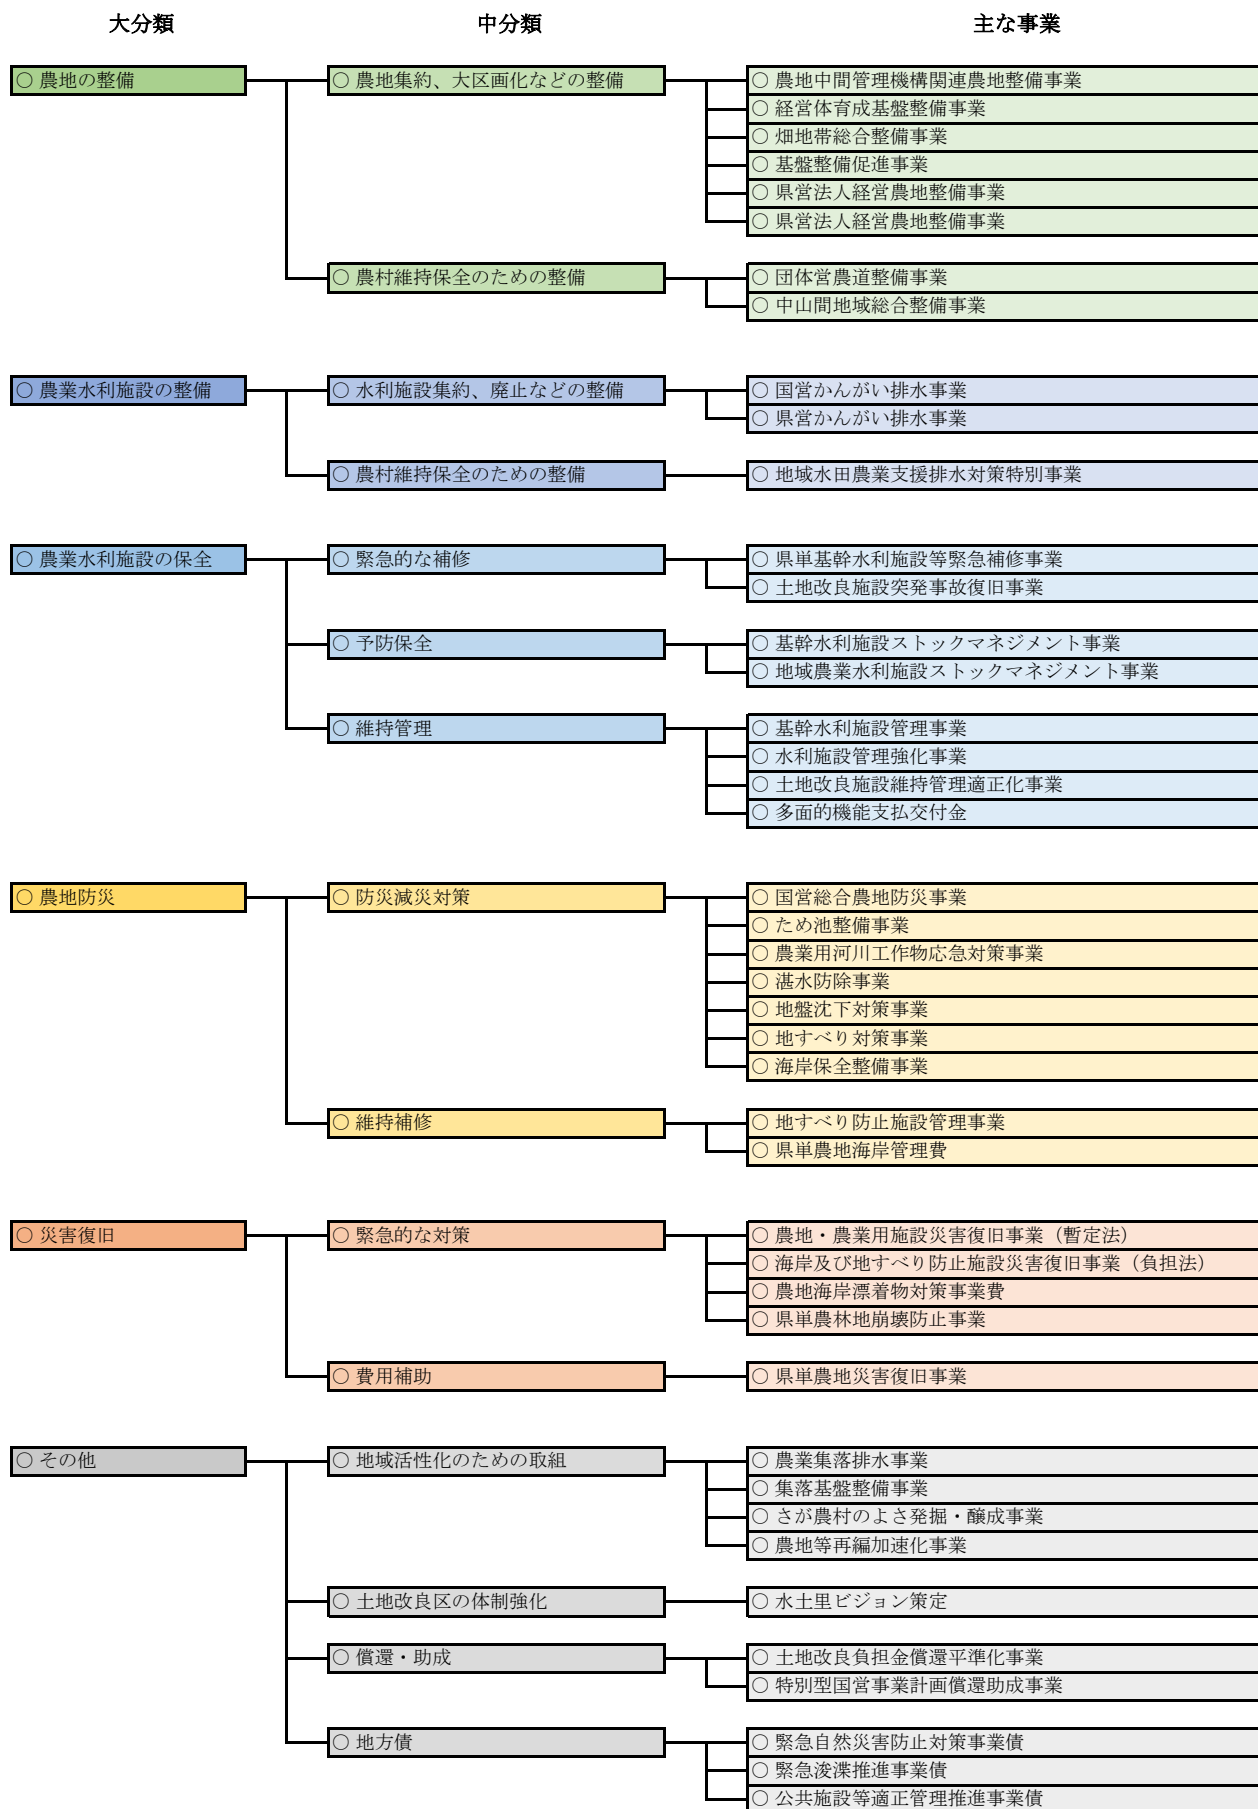 大分類 中分類 主な事業
○ 農地の整備 ○ 農地集約、大区画化などの整備 ○ 農地中間管理機構関連農地整備事業
○ 経営体育成基盤整備事業
○ 畑地帯総合整備事業
○ 基盤整備促進事業
○ 県営法人経営農地整備事業
○ 県営法人経営農地整備事業
○ 農村維持保全のための整備 ○ 団体営農道整備事業
○ 中山間地域総合整備事業
○ 農業水利施設の整備 ○ 水利施設集約、廃止などの整備 ○ 国営かんがい排水事業
○ 県営かんがい排水事業
○ 農村維持保全のための整備 ○ 地域水田農業支援排水対策特別事業
○ 農業水利施設の保全 ○ 緊急的な補修 ○ 県単基幹水利施設等緊急補修事業
○ 土地改良施設突発事故復旧事業
○ 予防保全 ○ 基幹水利施設ストックマネジメント事業
○ 地域農業水利施設ストックマネジメント事業
○ 維持管理 ○ 基幹水利施設管理事業
○ 水利施設管理強化事業
○ 土地改良施設維持管理適正化事業
○ 多面的機能支払交付金
○ 農地防災 ○ 防災減災対策 ○ 国営総合農地防災事業
○ ため池整備事業
○ 農業用河川工作物応急対策事業
○ 湛水防除事業
○ 地盤沈下対策事業
○ 地すべり対策事業
○ 海岸保全整備事業
○ 維持補修 ○ 地すべり防止施設管理事業
○ 県単農地海岸管理費
○ 災害復旧 ○ 緊急的な対策 ○ 農地・農業用施設災害復旧事業（暫定法）
○ 海岸及び地すべり防止施設災害復旧事業（負担法）
○ 農地海岸漂着物対策事業費
○ 県単農林地崩壊防止事業
○ 費用補助 ○ 県単農地災害復旧事業
○ その他 ○ 地域活性化のための取組 ○ 農業集落排水事業
○ 集落基盤整備事業
○ さが農村のよさ発掘・醸成事業
○ 農地等再編加速化事業
○ 土地改良区の体制強化 ○ 水土里ビジョン策定
○ 償還・助成 ○ 土地改良負担金償還平準化事業
○ 特別型国営事業計画償還助成事業
○ 地方債 ○ 緊急自然災害防止対策事業債
○ 緊急浚渫推進事業債
○ 公共施設等適正管理推進事業債